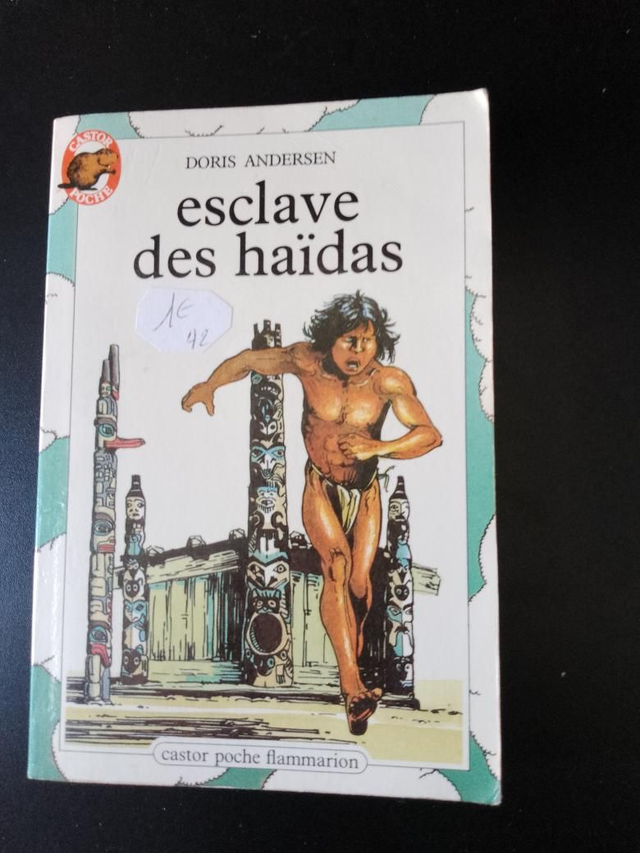 CASTOR
POCHE
DORIS ANDERSEN
esclave
des haïdas
1€
42
castor poche flammarion